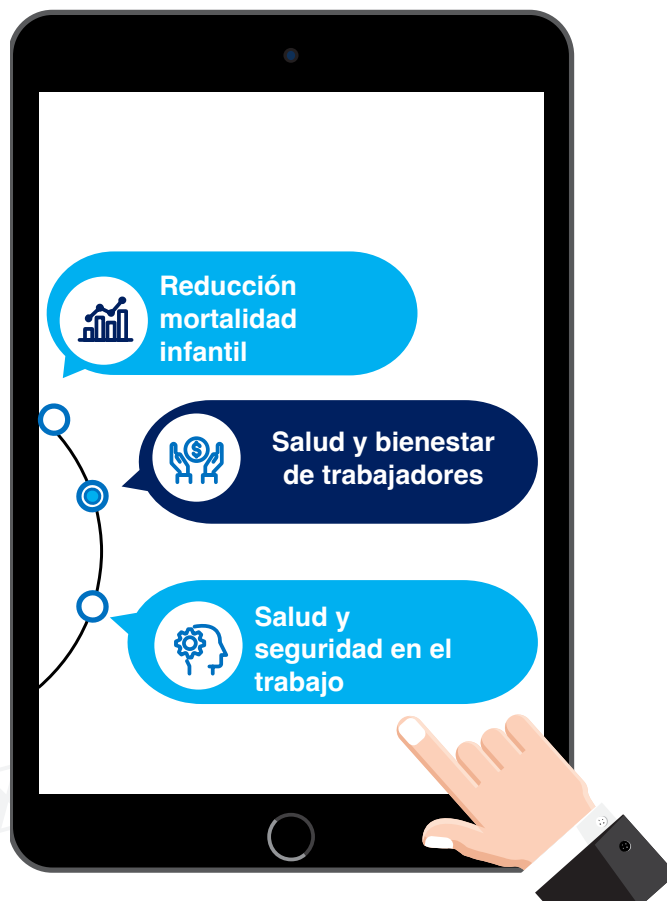 Reducción
mortalidad
infantil
Salud y bienestar
de trabajadores
Salud y
seguridad en el
trabajo